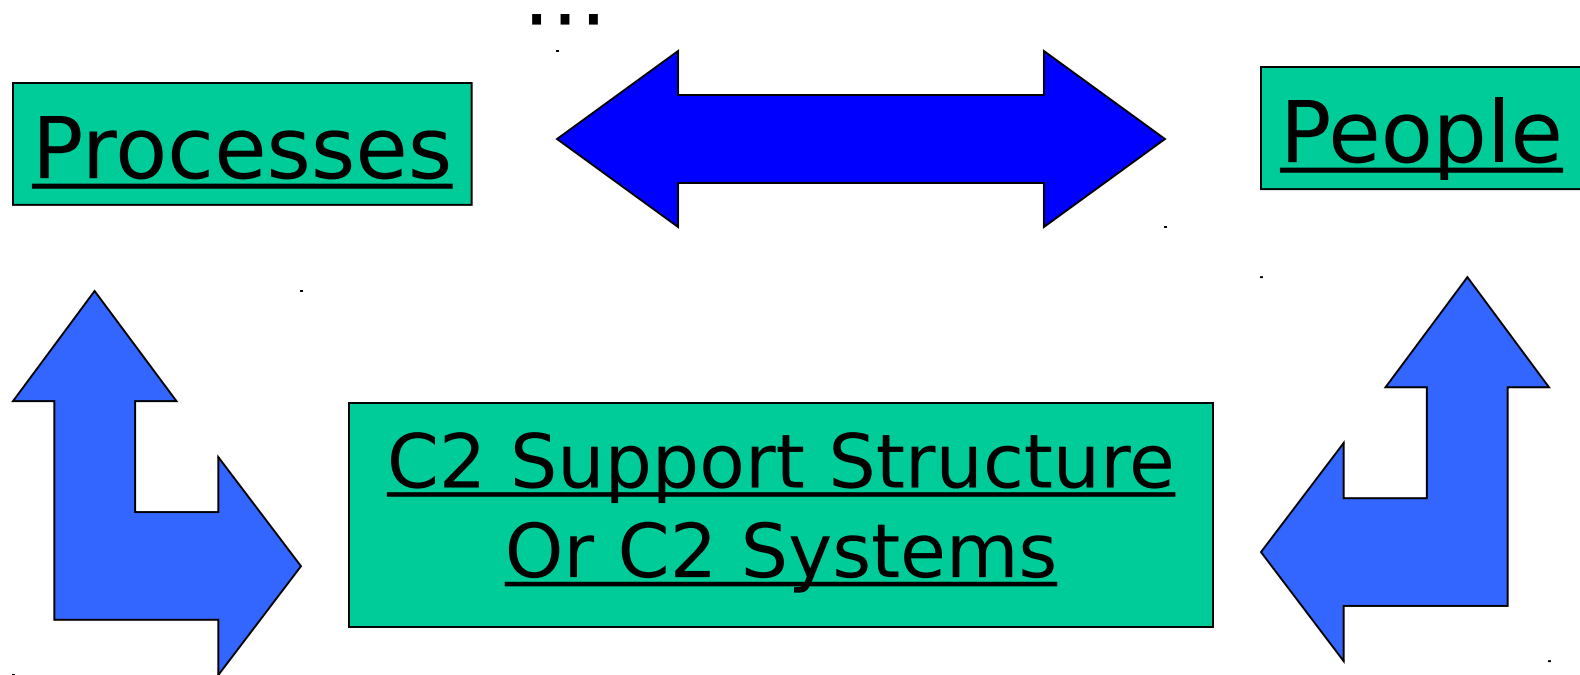 ...
Processes
People
C2 Support Structure
Or C2 Systems